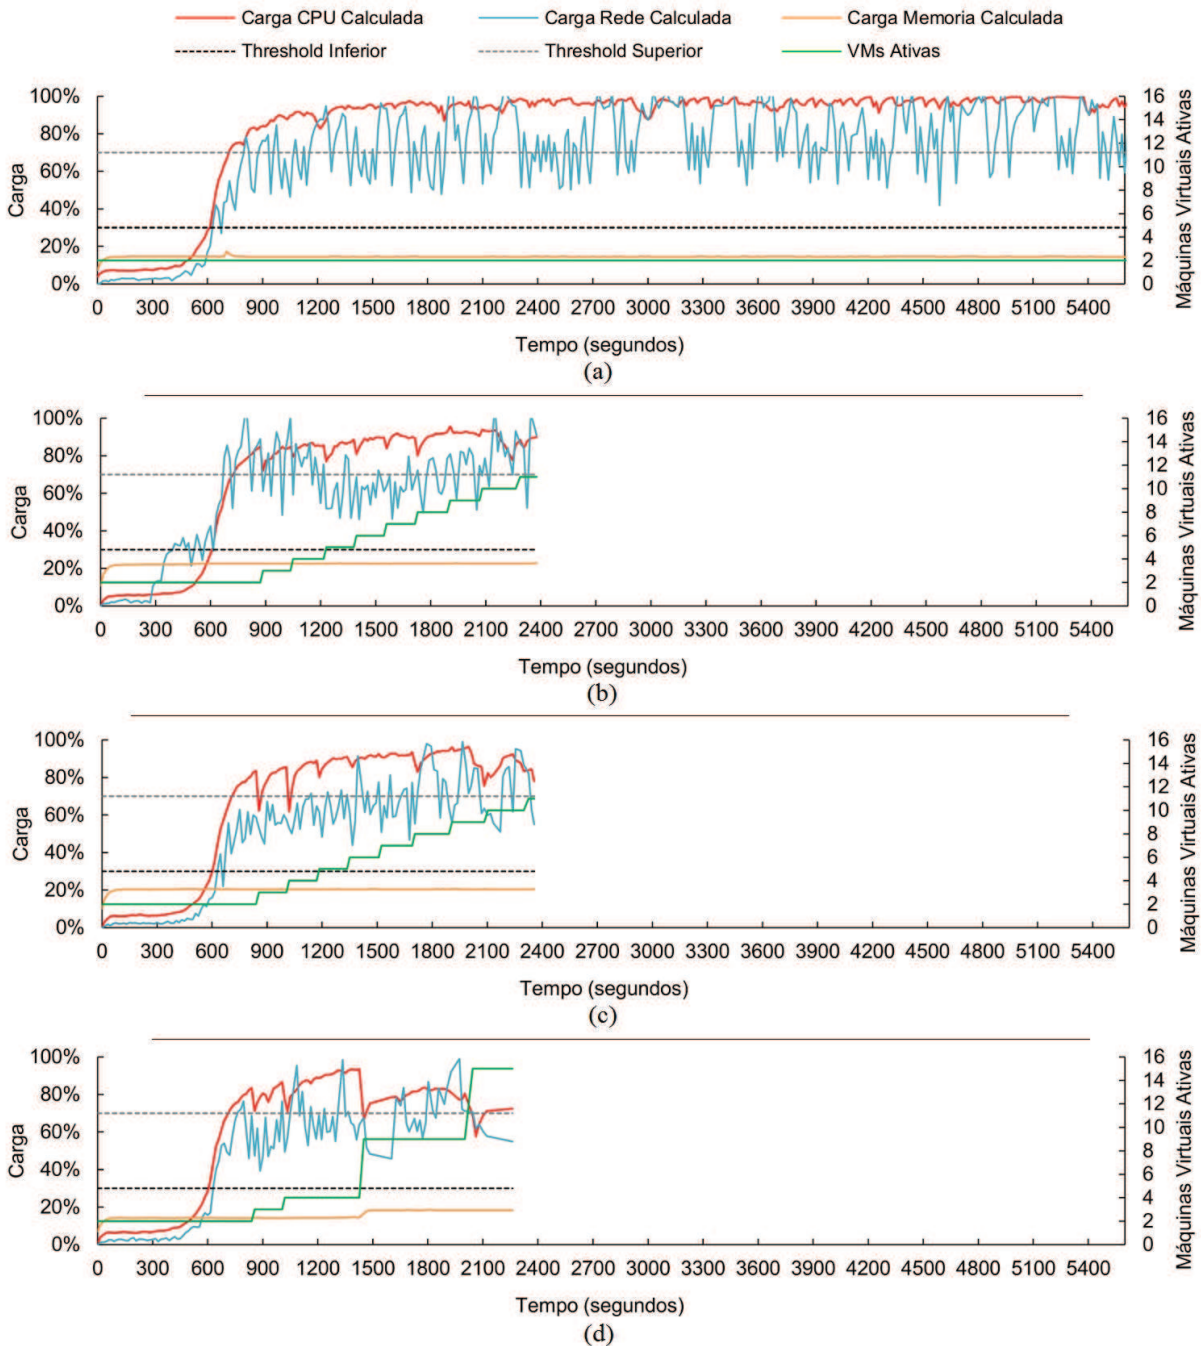 Carga CPU Calculada Carga Rede Calculada Carga Memoria Calculada
Threshold Inferior Threshold Superior VMs Ativas
Carga
100%
80%
60%
40%
20%
0%
16
14
12
10
8
6
4
2
0
Máquinas Virtuais Ativas
0 300 600 900 1200 1500 1800 2100 2400 2700 3000 3300 3600 3900 4200 4500 4800 5100 5400
Tempo (segundos)
(a)
Carga
100%
80%
60%
40%
20%
0%
16
14
12
10
8
6
4
2
0
Máquinas Virtuais Ativas
0 300 600 900 1200 1500 1800 2100 2400 2700 3000 3300 3600 3900 4200 4500 4800 5100 5400
Tempo (segundos)
(b)
Carga
100%
80%
60%
40%
20%
0%
16
14
12
10
8
6
4
2
0
Máquinas Virtuais Ativas
0 300 600 900 1200 1500 1800 2100 2400 2700 3000 3300 3600 3900 4200 4500 4800 5100 5400
Tempo (segundos)
(c)
Carga
100%
80%
60%
40%
20%
0%
16
14
12
10
8
6
4
2
0
Máquinas Virtuais Ativas
0 300 600 900 1200 1500 1800 2100 2400 2700 3000 3300 3600 3900 4200 4500 4800 5100 5400
Tempo (segundos)
(d)